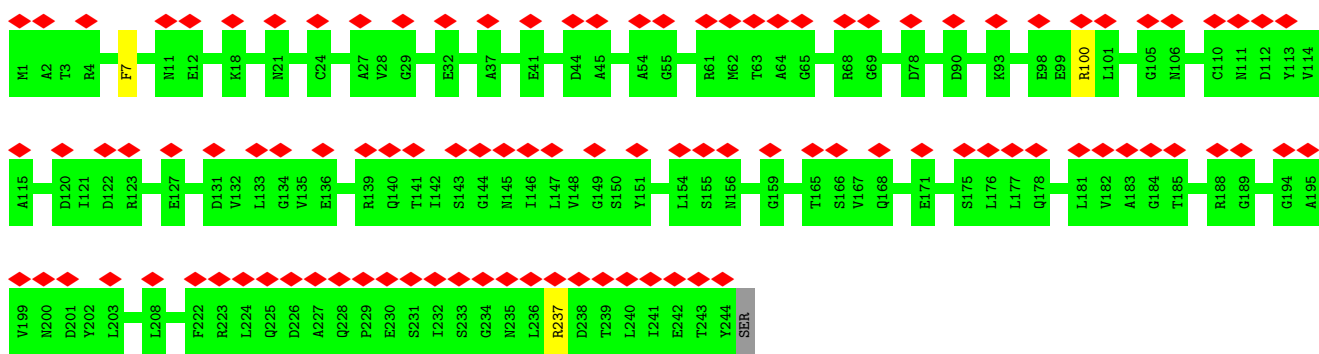 M1 A2 T3 R4 F7 N11 E12 K18 N21 C24 A27 V28 G29 E32 A37 E41 D44 A45 A54 G55 R61 M62 T63 A64 G65 R68 G69 D78 D90 K93 E98 E99 R100 L101 G105 N106 C110 N111 D112 Y113 V114
A115 D120 I121 D122 R123 E127 D131 V132 L133 G134 V135 E136 R139 Q140 T141 I142 S143 G144 N145 I146 L147 V148 G149 S150 Y151 L154 S155 N156 G159 T165 S166 V167 Q168 E171 S175 L176 L177 Q178 L181 V182 A183 G184 T185 R188 G189 G194 A195
V199 N200 D201 Y202 L203 L208 F222 R223 L224 Q225 D226 A227 Q228 P229 E230 S231 I232 S233 G234 N235 L236 R237 D238 T239 L240 I241 E242 T243 Y244 SER